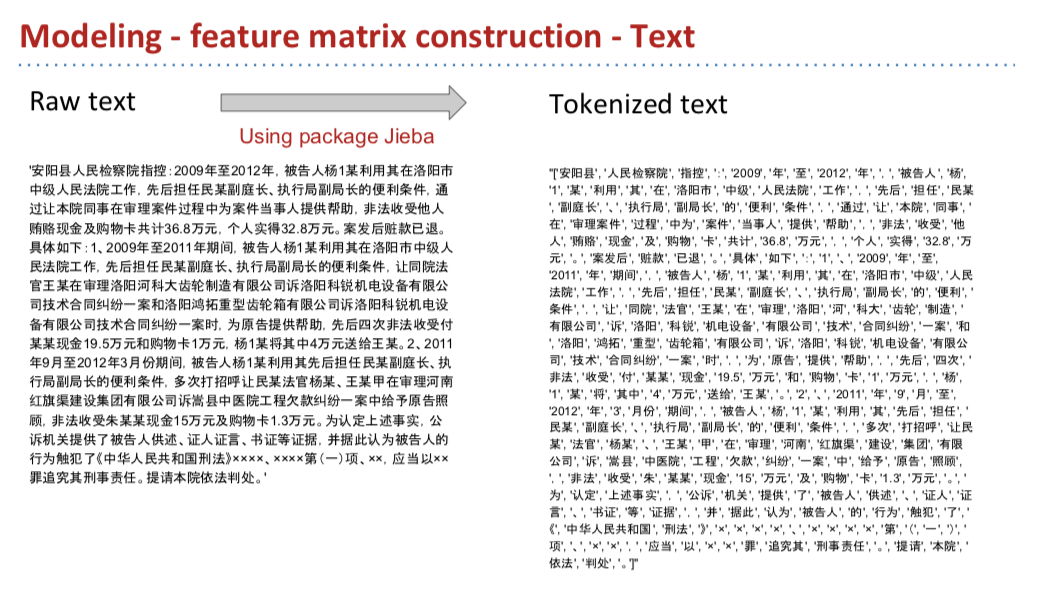 Modeling - feature matrix construction - Text
Raw text
Using package Jieba
Tokenized text
'安阳县人民检察院指控：2009年至2012年，被告人杨1某利用其在洛阳市
中级人民法院工作，先后担任民某副庭长、执行局副局长的便利条件，通
过让本院同事在审理案件过程中为案件当事人提供帮助，非法收受他人
贿赂现金及购物卡共计36.8万元，个人实得32.8万元。案发后赃款已退。
具体如下：1、2009年至2011年期间，被告人杨1某利用其在洛阳市中级人
民法院工作，先后担任民某副庭长、执行局副局长的便利条件，让同院法
官王某在审理洛阳河科大齿轮制造有限公司诉洛阳科锐机电设备有限公
司技术合同纠纷一案和洛阳鸿拓重型齿轮箱有限公司诉洛阳科锐机电设
备有限公司技术合同纠纷一案时，为原告提供帮助，先后四次非法收受付
某某现金19.5万元和购物卡1万元，杨1某将其中4万元送给王某。2、2011
年9月至2012年3月份期间，被告人杨1某利用其先后担任民某副庭长、执
行局副局长的便利条件，多次打招呼让民某法官杨某、王某甲在审理河南
红旗渠建设集团有限公司诉嵩县中医院工程欠款纠纷一案中给予原告照
顾，非法收受朱某某现金15万元及购物卡1.3万元。为认定上述事实，公
诉机关提供了被告人供述、证人证言、书证等证据，并据此认为被告人的
行为触犯了《中华人民共和国刑法》××××、××××第（一）项、××，应当以××
罪追究其刑事责任。提请本院依法判处。'
"['安阳县','人民检察院','指控','：','2009','年','至','2012','年','，','被告人','杨',
'1','某','利用','其','在','洛阳市','中级','人民法院','工作','，','先后','担任','民某
','副庭长','、','执行局','副局长','的','便利','条件','，','通过','让','本院','同事','
在','审理案件','过程','中为','案件','当事人','提供','帮助','，','非法','收受','他
人','贿赂','现金','及','购物','卡','共计','36.8','万元','，','个人','实得','32.8','万
元','。','案发后','赃款','已退','。','具体','如下','：','1','、','2009','年','至','
2011','年','期间','，','被告人','杨','1','某','利用','其','在','洛阳市','中级','人民
法院','工作','，','先后','担任','民某','副庭长','、','执行局','副局长','的','便利','
条件','，','让','同院','法官','王某','在','审理','洛阳','河','科大','齿轮','制造','
有限公司','诉','洛阳','科锐','机电设备','有限公司','技术','合同纠纷','一案','和
','洛阳','鸿拓','重型','齿轮箱','有限公司','诉','洛阳','科锐','机电设备','有限公
司','技术','合同纠纷','一案','时','，','为','原告','提供','帮助','，','先后','四次','
非法','收受','付','某某','现金','19.5','万元','和','购物','卡','1','万元','，','杨','
1','某','将','其中','4','万元','送给','王某','。','2','、','2011','年','9','月','至','
2012','年','3','月份','期间','，','被告人','杨','1','某','利用','其','先后','担任','
民某','副庭长','、','执行局','副局长','的','便利','条件','，','多次','打招呼','让民
某','法官','杨某','、','王某','甲','在','审理','河南','红旗渠','建设','集团','有限
公司','诉','嵩县','中医院','工程','欠款','纠纷','一案','中','给予','原告','照顾',
'，','非法','收受','朱','某某','现金','15','万元','及','购物','卡','1.3','万元','。','
为','认定','上述事实','，','公诉','机关','提供','了','被告人','供述','、','证人','证
言','、','书证','等','证据','，','并','据此','认为','被告人','的','行为','触犯','了','
《','中华人民共和国','刑法','》','×','×','×','×','、','×','×','×','×','第','（','一','）','
项','、','×','×','，','应当','以','×','×','罪','追究其','刑事责任','。','提请','本院','
依法','判处','。']"